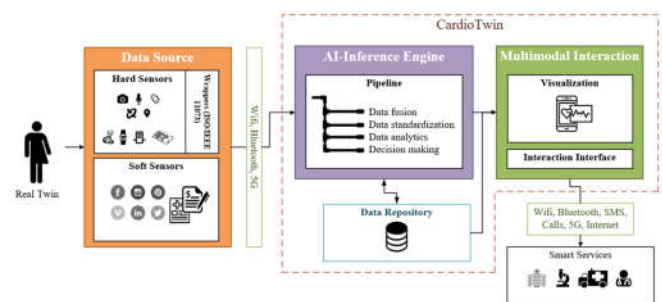 CardioTwin
Data Source
Hard Sensors
Wrappers (ISO/IEEE
11073)
Soft Sensors
Real Twin
Wifi, Bluetooth, 5G
AI-Inference Engine
Pipeline
Data fusion
Data standardization
Data analytics
Decision making
Data Repository
Multimodal Interaction
Visualization
Interaction Interface
Wifi, Bluetooth, SMS,
Calls, 5G, Internet
Smart Services